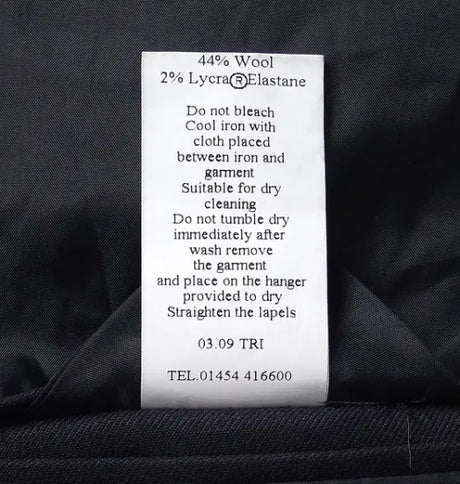 44% Wool
2% Lycra®Elastane
Do not bleach
Cool iron with
cloth placed
between iron and
garment
Suitable for dry
cleaning
Do not tumble dry
immediately after
wash remove
the garment
and place on the hanger
provided to dry
Straighten the lapels
03.09 TRI
TEL.01454 416600